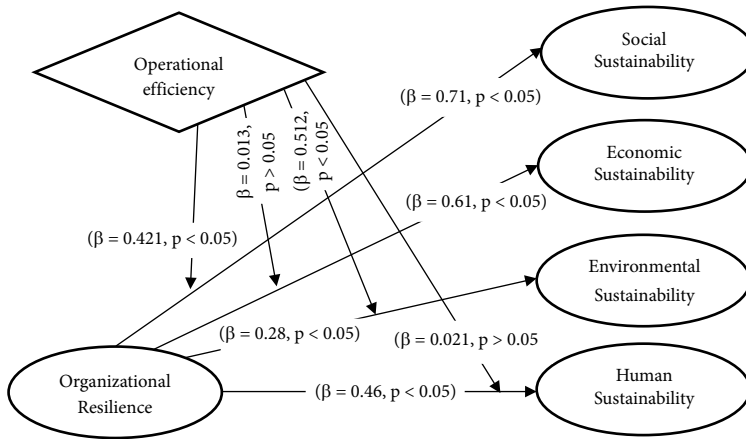 Operational
efficiency
Social
Sustainability
(β = 0.71, p < 0.05)
β = 0.013,
p > 0.05
(β = 0.512,
p < 0.05
Economic
Sustainability
(β = 0.61, p < 0.05)
(β = 0.421, p < 0.05)
Environmental
Sustainability
(β = 0.28, p < 0.05)
(β = 0.021, p > 0.05
Organizational
Resilience
(β = 0.46, p < 0.05)
Human
Sustainability